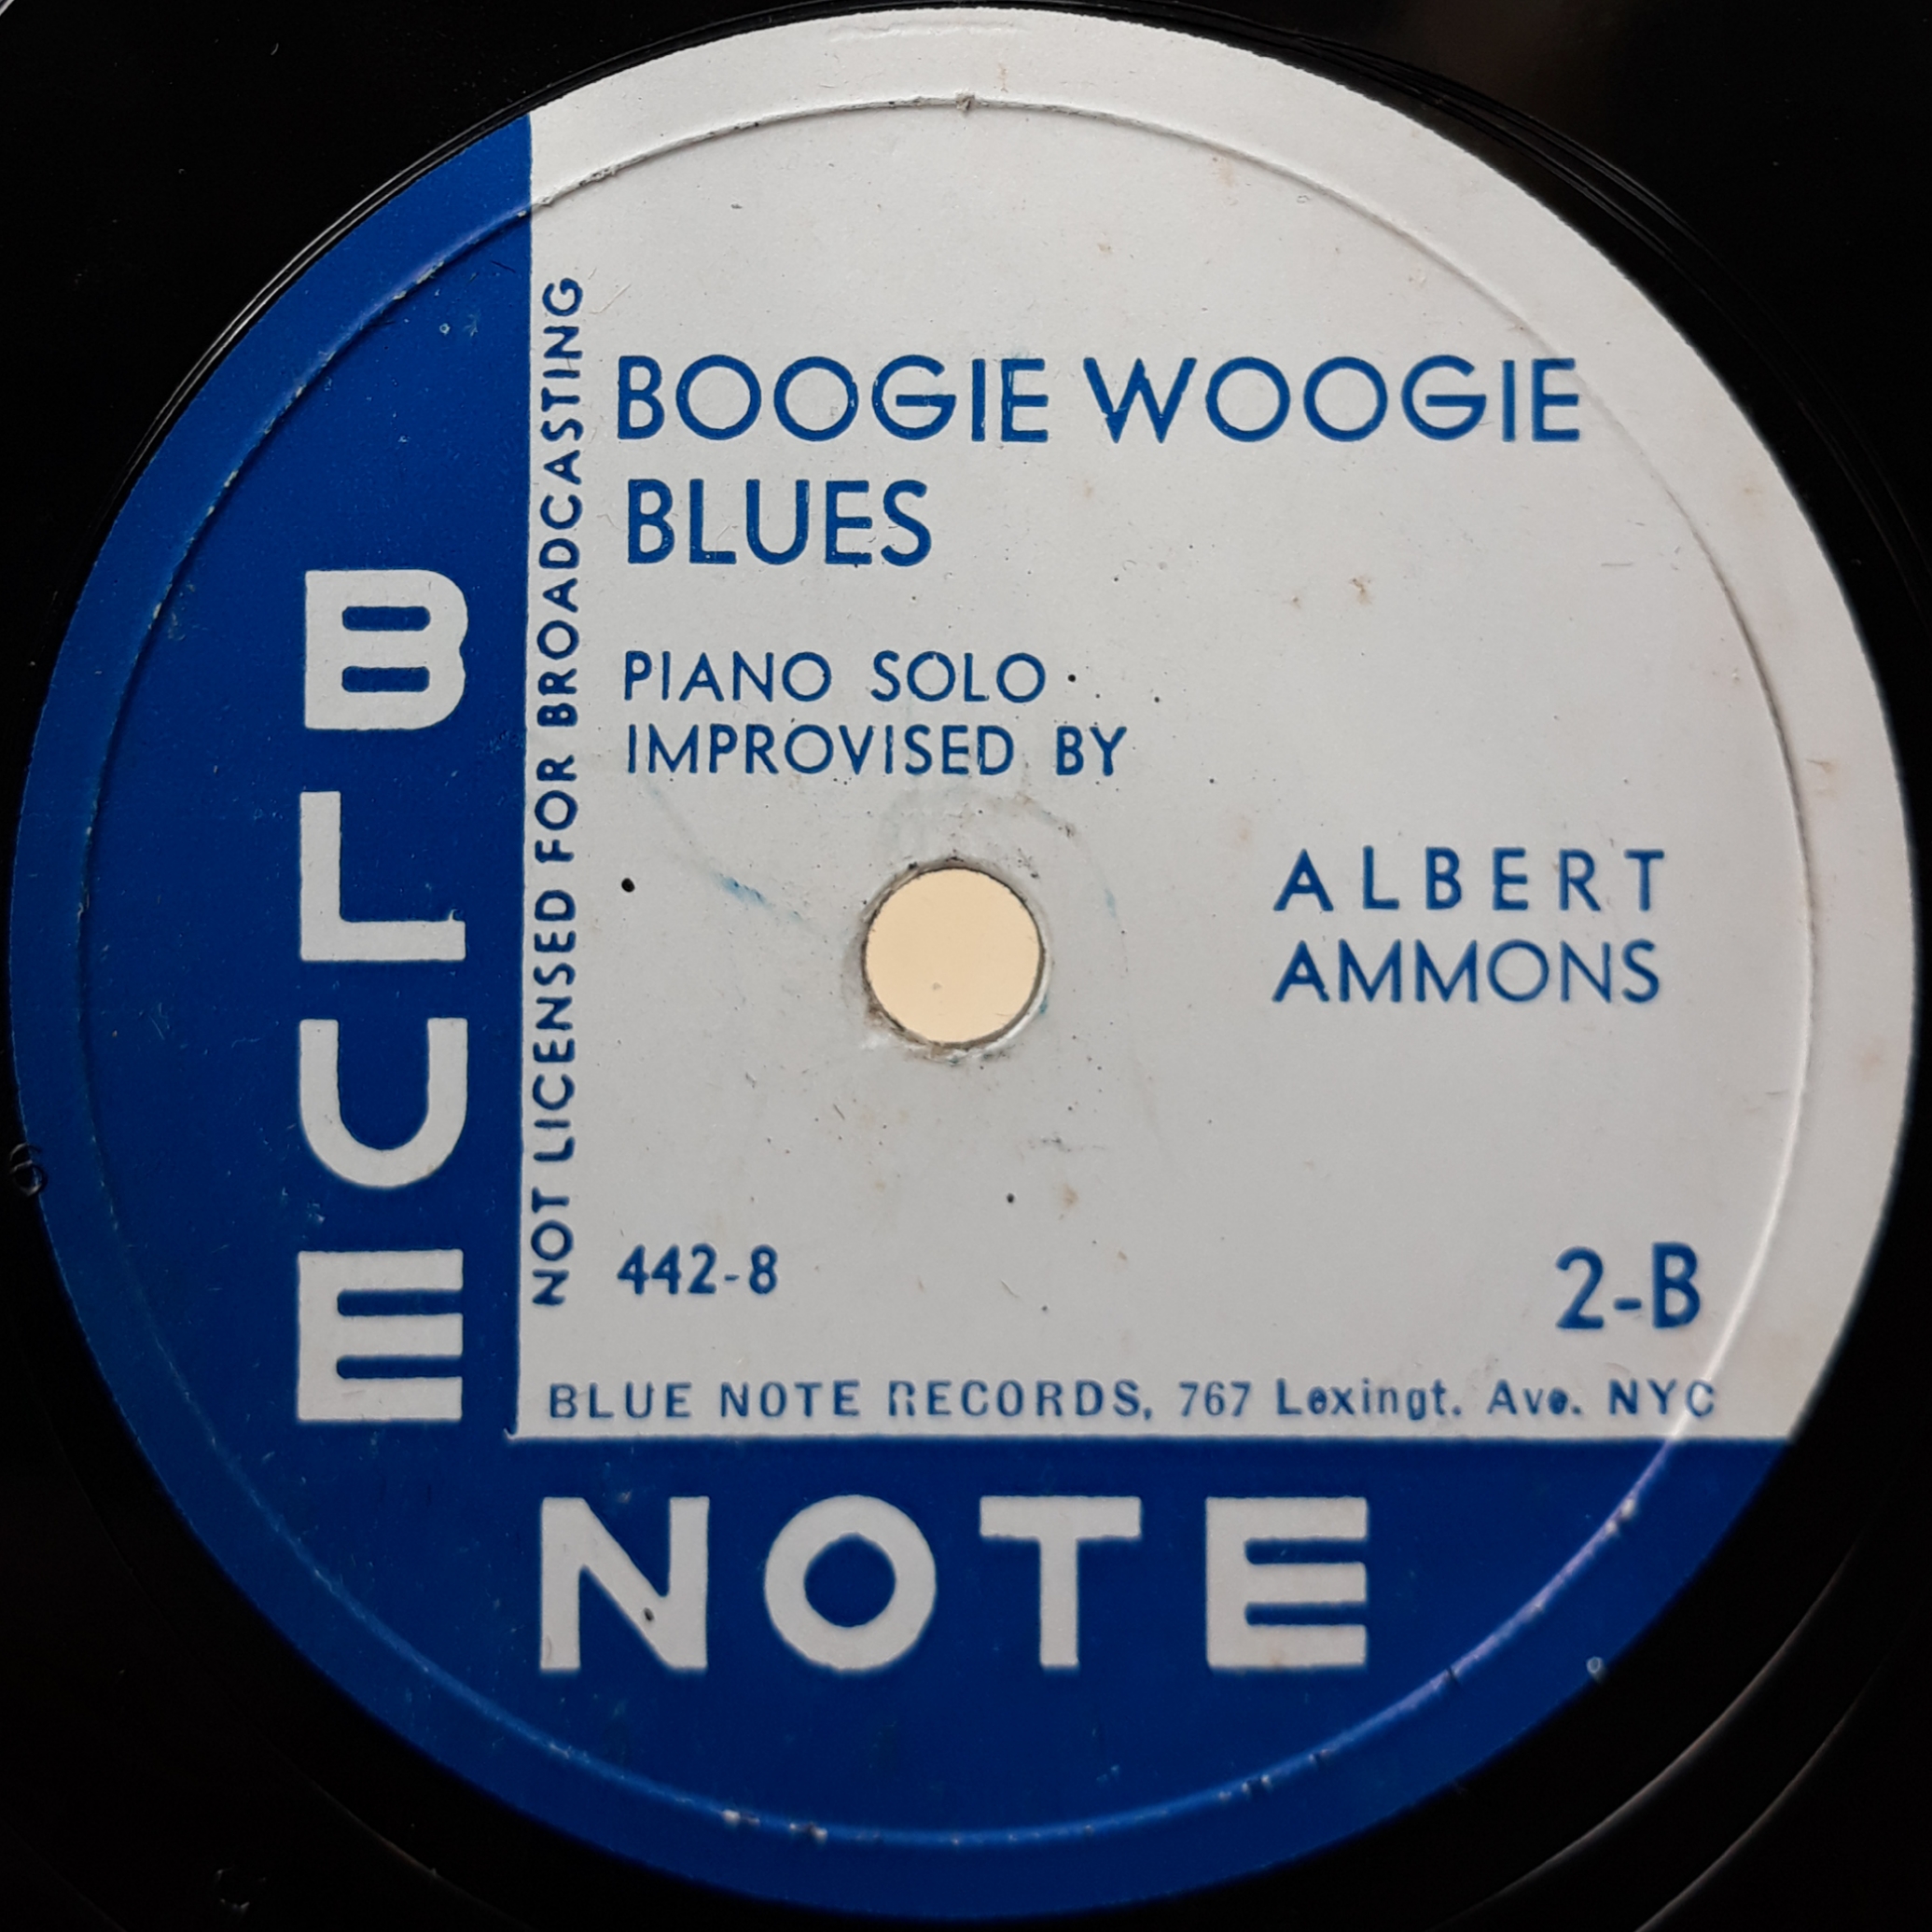 BLUE
NOT LICENSED FOR BROADCASTING
BOOGIE WOOGIE
BLUES
PIANO SOLO
IMPROVISED BY
ALBERT
AMMONS
442-8
2-B
BLUE NOTE RECORDS, 767 Lexingt. Ave. NYC
NOTE